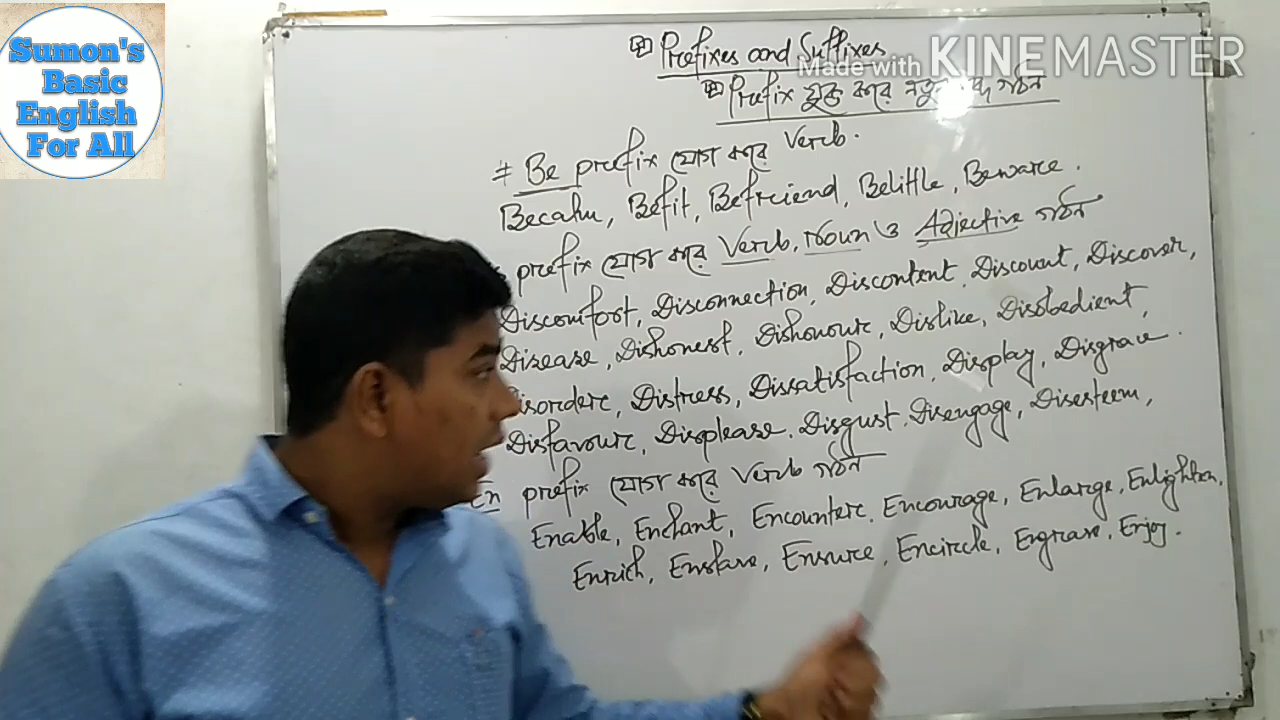 Sumon's
Basic
English
For All
Prefixes and Suffixes
Made with KINEMASTER
Prefix যুক্ত করে নতুন গঠন
# Be prefix যোগ করে Verb.
Becalm, Befit, Befriend, Belittle, Beware.
prefix যোগ করে Verb, Noun ও Adjective গঠন
Discomfort, Disconnection, Discontent, Discount, Discover,
Disease, Dishonest, Dishonour, Dislike, Disobedient,
Disorder, Distress, Dissatisfaction, Display, Disgrace.
Disfavour, Displease, Disgust, Disengage, Disesteem,
En prefix যোগ করে Verb গঠন
Enable, Enchant, Encounter, Encourage, Enlarge, Enlighten,
Enrich, Enslave, Ensure, Encircle, Engrave, Enjoy.